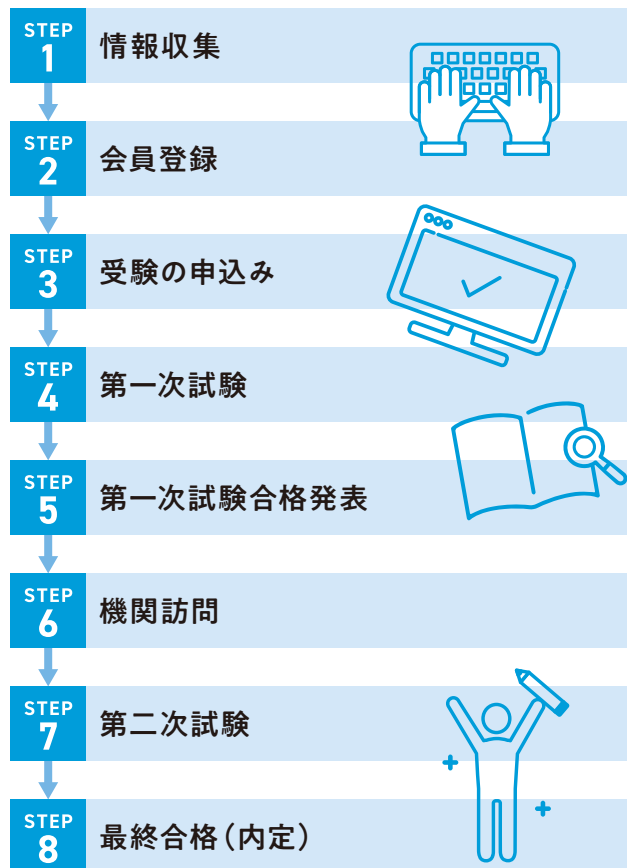 STEP
1
情報収集
STEP
2
会員登録
STEP
3
受験の申込み
STEP
4
第一次試験
STEP
5
第一次試験合格発表
STEP
6
機関訪問
STEP
7
第二次試験
STEP
8
最終合格（内定）